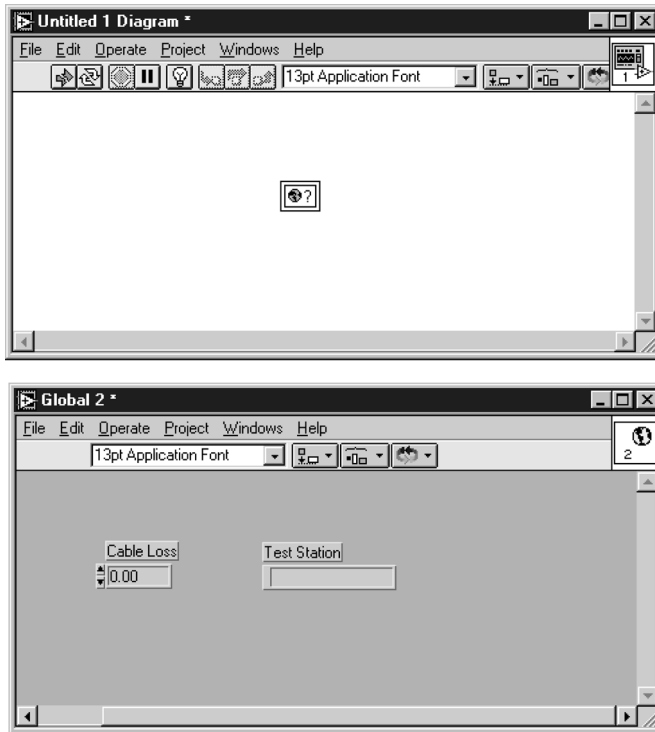 Untitled 1 Diagram *
File Edit Operate Project Windows Help
13pt Application Font
1
?
Global 2 *
File Edit Operate Project Windows Help
13pt Application Font
2
Cable Loss
Test Station
0.00